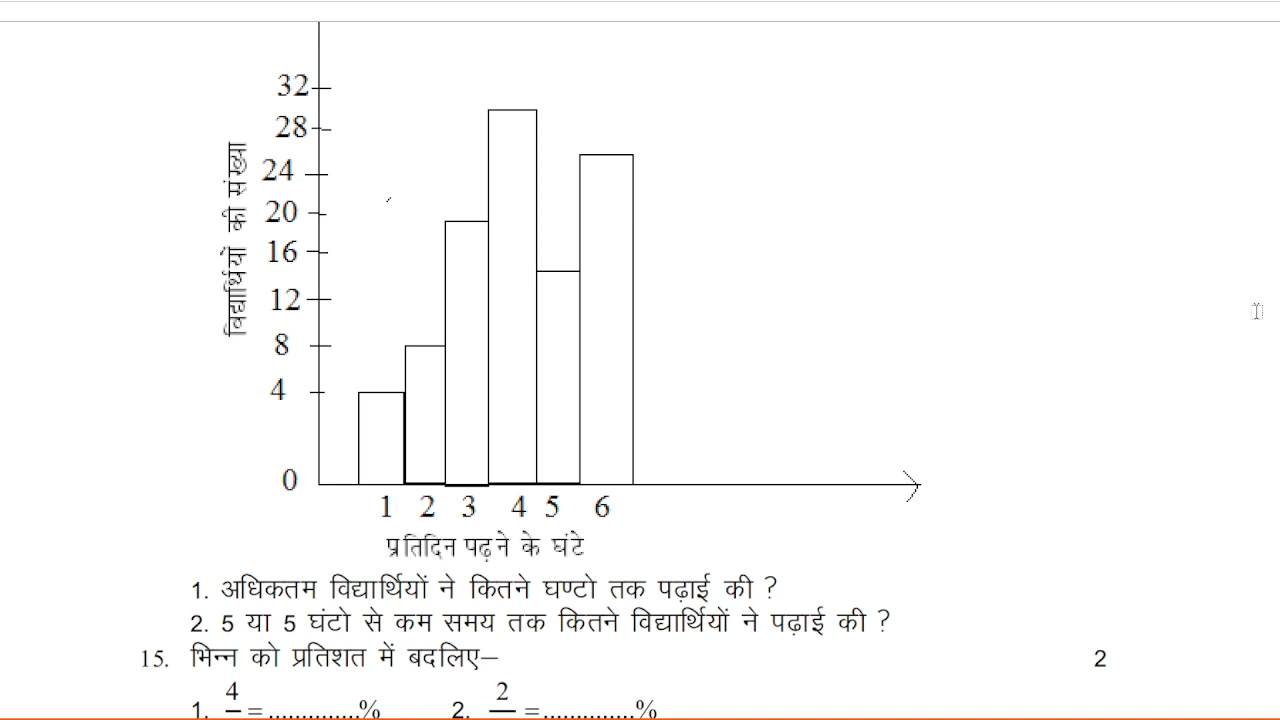 32
28
24
20
16
12
8
4
0
विद्यार्थियों की संख्या
1 2 3 4 5 6
प्रतिदिन पढ़ने के घंटे
1. अधिकतम विद्यार्थियों ने कितने घण्टो तक पढ़ाई की ?
2. 5 या 5 घंटो से कम समय तक कितने विद्यार्थियों ने पढ़ाई की ?
15. भिन्न को प्रतिशत में बदलिए– 2
1. 4 = ..............% 2. 2 = ..............%